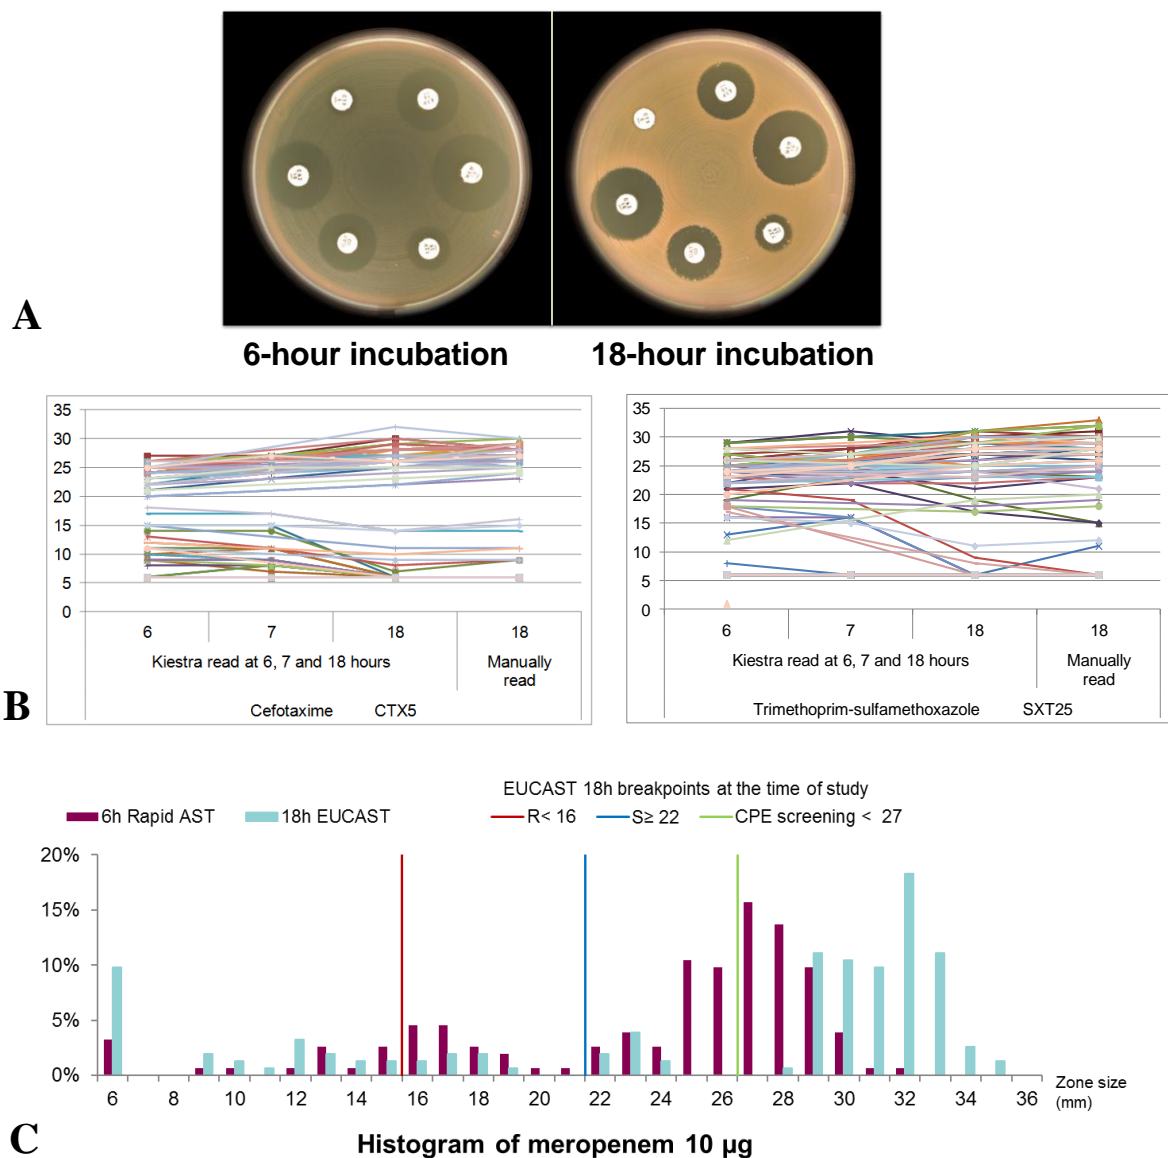 A
6-hour incubation 18-hour incubation
35
30
25
20
15
10
5
0
6 7 18 18
Kiestra read at 6, 7 and 18 hours Manually read
Cefotaxime CTX5
35
30
25
20
15
10
5
0
6 7 18 18
Kiestra read at 6, 7 and 18 hours Manually read
Trimethoprim-sulfamethoxazole SXT25
B
EUCAST 18h breakpoints at the time of study
6h Rapid AST 18h EUCAST R< 16 S≥ 22 CPE screening < 27
20%
15%
10%
5%
0%
6 8 10 12 14 16 18 20 22 24 26 28 30 32 34 36
Zone size
(mm)
C
Histogram of meropenem 10 µg